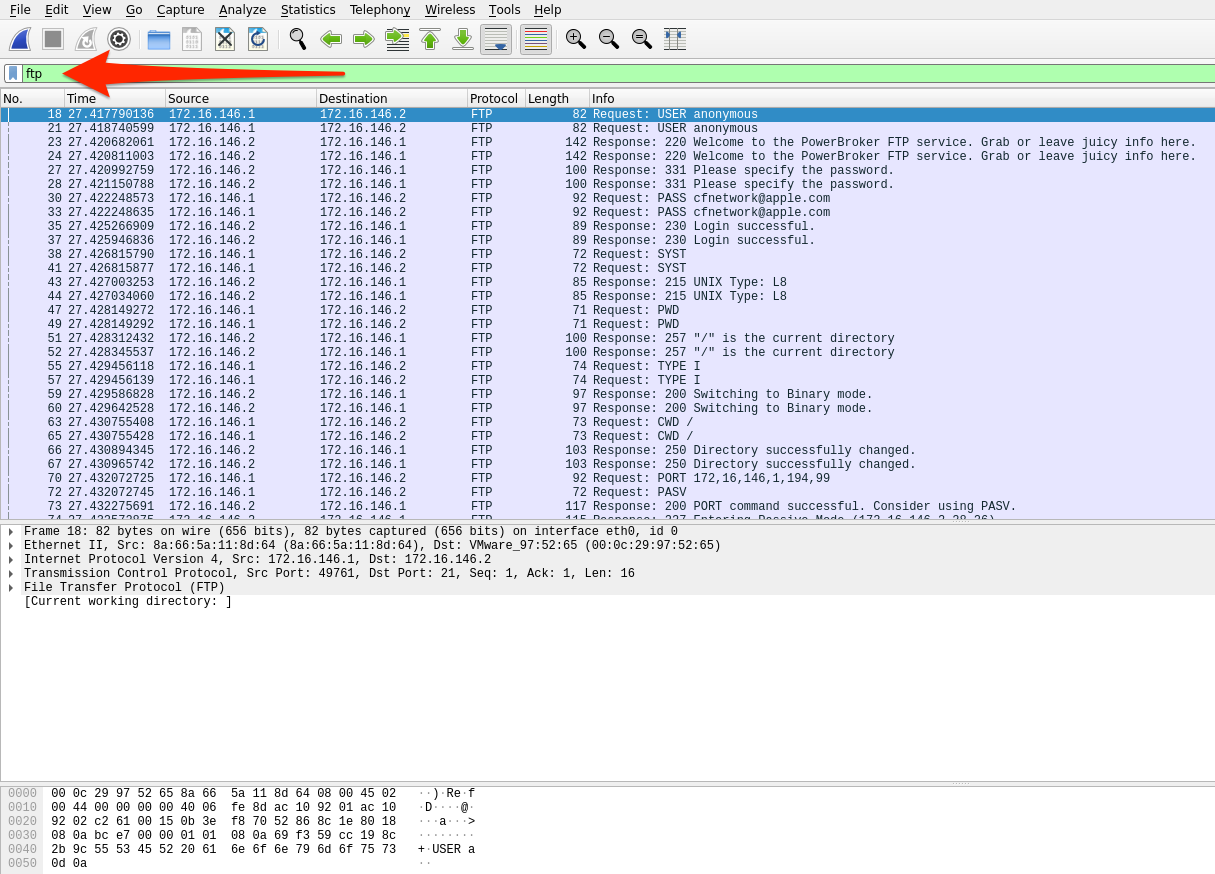 File Edit View Go Capture Analyze Statistics Telephony Wireless Tools Help
ftp
No. Time Source Destination Protocol Length Info
18 27.417790136 172.16.146.1 172.16.146.2 FTP 82 Request: USER anonymous
21 27.418740599 172.16.146.1 172.16.146.2 FTP 82 Request: USER anonymous
23 27.420682061 172.16.146.2 172.16.146.1 FTP 142 Response: 220 Welcome to the PowerBroker FTP service. Grab or leave juicy info here.
24 27.420811003 172.16.146.2 172.16.146.1 FTP 142 Response: 220 Welcome to the PowerBroker FTP service. Grab or leave juicy info here.
27 27.420992759 172.16.146.2 172.16.146.1 FTP 100 Response: 331 Please specify the password.
28 27.421150788 172.16.146.2 172.16.146.1 FTP 100 Response: 331 Please specify the password.
30 27.422248573 172.16.146.1 172.16.146.2 FTP 92 Request: PASS cfnetwork@apple.com
33 27.422248635 172.16.146.1 172.16.146.2 FTP 92 Request: PASS cfnetwork@apple.com
35 27.425266909 172.16.146.2 172.16.146.1 FTP 89 Response: 230 Login successful.
37 27.425946836 172.16.146.2 172.16.146.1 FTP 89 Response: 230 Login successful.
38 27.426815790 172.16.146.1 172.16.146.2 FTP 72 Request: SYST
41 27.426815877 172.16.146.1 172.16.146.2 FTP 72 Request: SYST
43 27.427003253 172.16.146.2 172.16.146.1 FTP 85 Response: 215 UNIX Type: L8
44 27.427034060 172.16.146.2 172.16.146.1 FTP 85 Response: 215 UNIX Type: L8
47 27.428149272 172.16.146.1 172.16.146.2 FTP 71 Request: PWD
49 27.428149292 172.16.146.1 172.16.146.2 FTP 71 Request: PWD
51 27.428312432 172.16.146.2 172.16.146.1 FTP 100 Response: 257 "/" is the current directory
52 27.428345537 172.16.146.2 172.16.146.1 FTP 100 Response: 257 "/" is the current directory
55 27.429456118 172.16.146.1 172.16.146.2 FTP 74 Request: TYPE I
57 27.429456139 172.16.146.1 172.16.146.2 FTP 74 Request: TYPE I
59 27.429586828 172.16.146.2 172.16.146.1 FTP 97 Response: 200 Switching to Binary mode.
60 27.429642528 172.16.146.2 172.16.146.1 FTP 97 Response: 200 Switching to Binary mode.
63 27.430755408 172.16.146.1 172.16.146.2 FTP 73 Request: CWD /
65 27.430755428 172.16.146.1 172.16.146.2 FTP 73 Request: CWD /
66 27.430894345 172.16.146.2 172.16.146.1 FTP 103 Response: 250 Directory successfully changed.
67 27.430965742 172.16.146.2 172.16.146.1 FTP 103 Response: 250 Directory successfully changed.
70 27.432072725 172.16.146.1 172.16.146.2 FTP 92 Request: PORT 172,16,146,1,194,99
72 27.432072745 172.16.146.1 172.16.146.2 FTP 72 Request: PASV
73 27.432275691 172.16.146.2 172.16.146.1 FTP 117 Response: 200 PORT command successful. Consider using PASV.
Frame 18: 82 bytes on wire (656 bits), 82 bytes captured (656 bits) on interface eth0, id 0
Ethernet II, Src: 8a:66:5a:11:8d:64 (8a:66:5a:11:8d:64), Dst: VMware_97:52:65 (00:0c:29:97:52:65)
Internet Protocol Version 4, Src: 172.16.146.1, Dst: 172.16.146.2
Transmission Control Protocol, Src Port: 49761, Dst Port: 21, Seq: 1, Ack: 1, Len: 16
File Transfer Protocol (FTP)
[Current working directory: ]
0000 00 0c 29 97 52 65 8a 66 5a 11 8d 64 08 00 45 02 ··)·Re·f
0010 00 44 00 00 00 00 40 06 fe 8d ac 10 92 01 ac 10 ·D····@·
0020 92 02 c2 61 00 15 0b 3e f8 70 52 86 8c 1e 80 18 ···a···>
0030 08 0a bc e7 00 00 01 01 08 0a 69 f3 59 cc 19 8c ········
0040 2b 9c 55 53 45 52 20 61 6e 6f 6e 79 6d 6f 75 73 +·USER a
0050 0d 0a ··